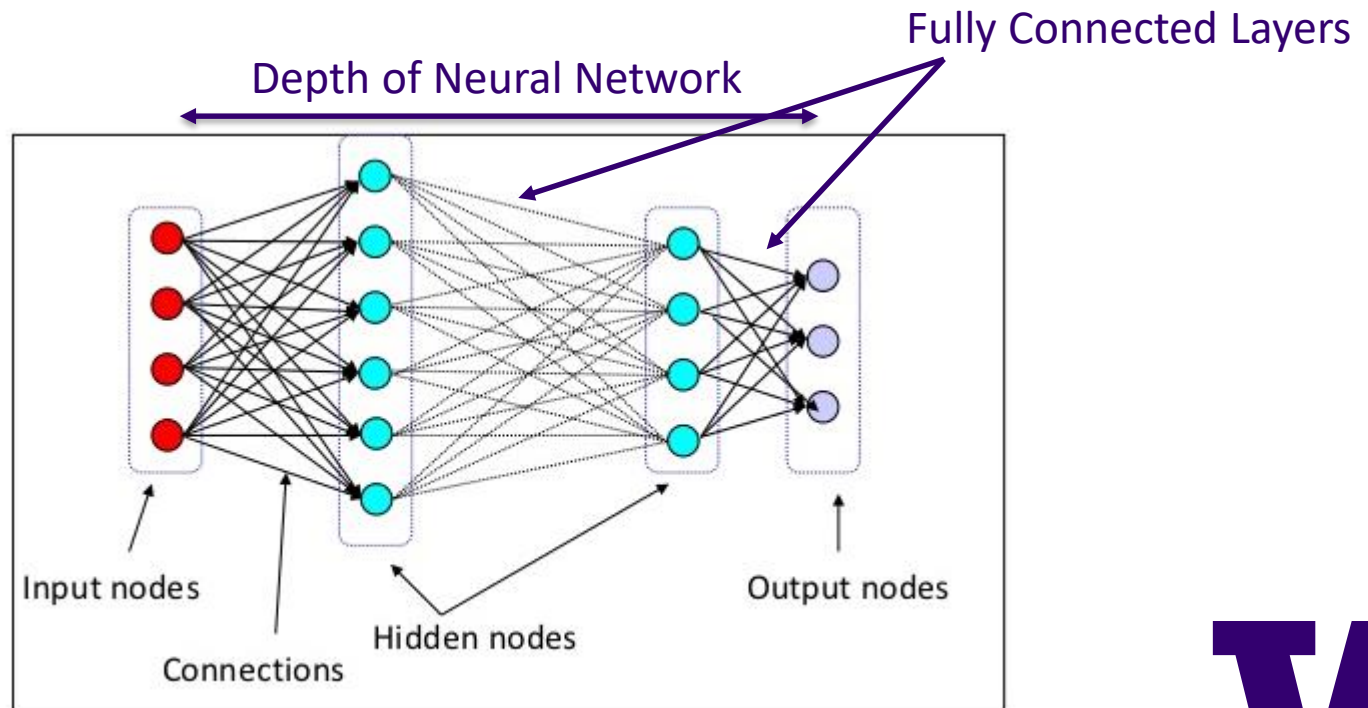 Fully Connected Layers
Depth of Neural Network
Input nodes
Output nodes
Hidden nodes
Connections